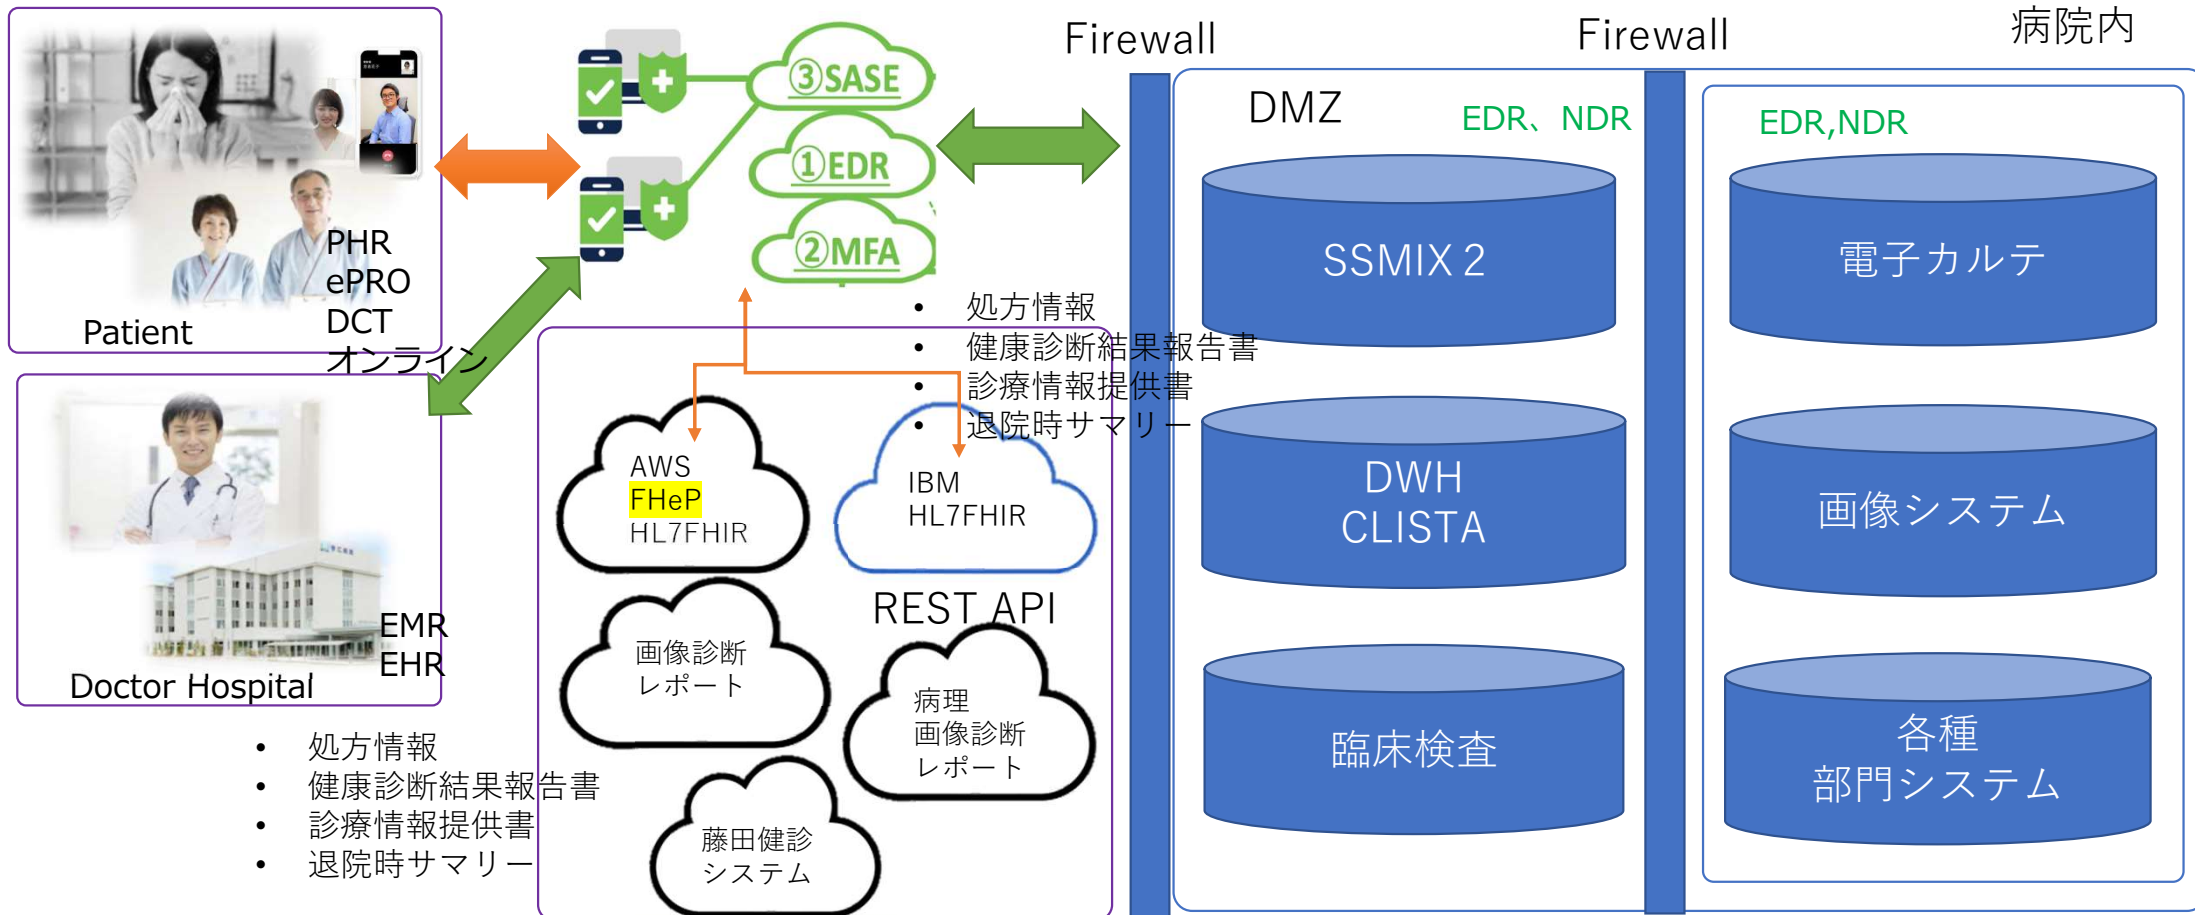 Patient
PHR
ePRO
DCT
オンライン
Doctor Hospital
EMR
EHR
• 処方情報
• 健康診断結果報告書
• 診療情報提供書
• 退院時サマリー
③SASE
①EDR
②MFA
• 処方情報
• 健康診断結果報告書
• 診療情報提供書
• 退院時サマリー
AWS
FHeP
HL7FHIR
IBM
HL7FHIR
REST API
画像診断
レポート
病理
画像診断
レポート
藤田健診
システム
Firewall
DMZ
EDR、NDR
SSMIX２
DWH
CLISTA
臨床検査
Firewall
病院内
EDR,NDR
電子カルテ
画像システム
各種
部門システム